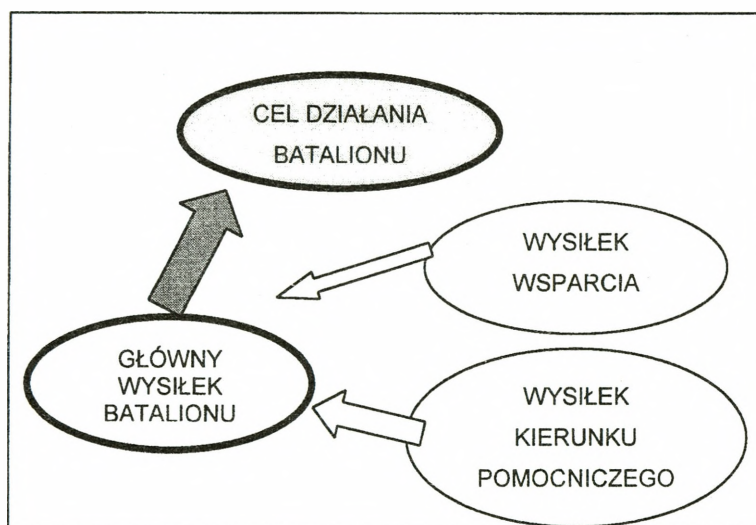 CEL DZIAŁANIA
BATALIONU
WYSIŁEK
WSPARCIA
GŁÓWNY
WYSIŁEK
BATALIONU
WYSIŁEK
KIERUNKU
POMOCNICZEGO